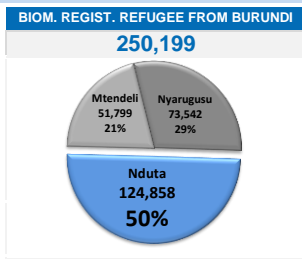 BIOM. REGIST. REFUGEE FROM BURUNDI
250,199
Mtendeli
51,799
21%
Nyarugusu
73,542
29%
Nduta
124,858
50%